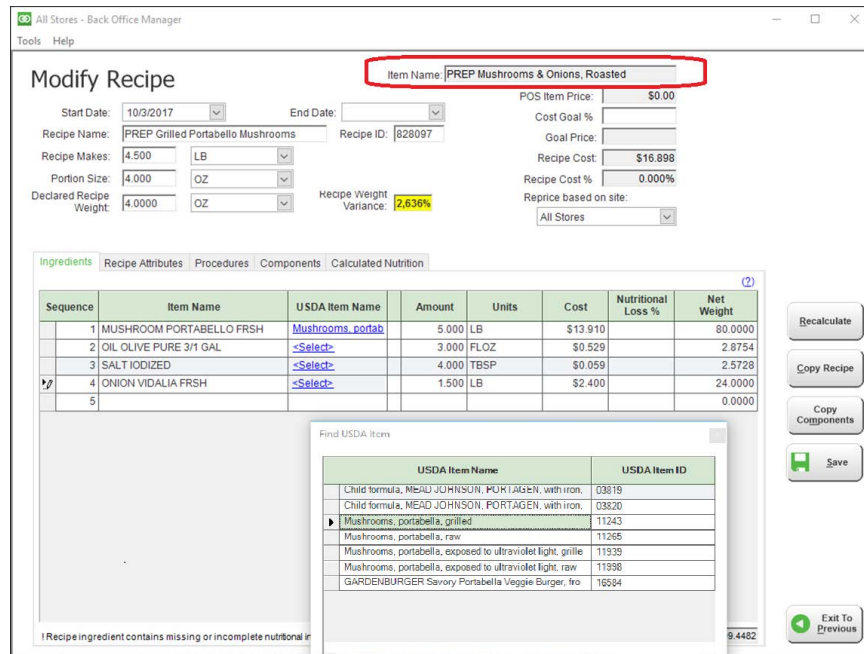 All Stores - Back Office Manager
Tools Help
Modify Recipe
Item Name: PREP Mushrooms & Onions, Roasted
POS Item Price: $0.00
Start Date: 10/3/2017 End Date: Cost Goal %
Recipe Name: PREP Grilled Portabello Mushrooms Recipe ID: 828097 Goal Price:
Recipe Makes: 4.500 LB Recipe Cost: $16.898
Portion Size: 4.000 OZ Recipe Cost % 0.000%
Declared Recipe Weight: 4.0000 OZ Recipe Weight Variance: 2,636% Reprice based on site:
All Stores
Ingredients Recipe Attributes Procedures Components Calculated Nutrition
(?)
Sequence Item Name USDA Item Name Amount Units Cost Nutritional Loss % Net Weight
1 MUSHROOM PORTABELLO FRSH Mushrooms, portab 5.000 LB $13.910 80.0000
2 OIL OLIVE PURE 3/1 GAL <Select> 3.000 FLOZ $0.529 2.8754
3 SALT IODIZED <Select> 4.000 TBSP $0.059 2.5728
4 ONION VIDALIA FRSH <Select> 1.500 LB $2.400 24.0000
5 0.0000
Recalculate
Copy Recipe
Copy Components
Save
Find USDA Item
USDA Item Name USDA Item ID
Child formula, MEAD JOHNSON, PORTAGEN, with iron, 03819
Child formula, MEAD JOHNSON, PORTAGEN, with iron, 03820
Mushrooms, portabella, grilled 11243
Mushrooms, portabella, raw 11265
Mushrooms, portabella, exposed to ultraviolet light, grille 11939
Mushrooms, portabella, exposed to ultraviolet light, raw 11998
GARDENBURGER Savory Portabella Veggie Burger, fro 16584
Exit To Previous
! Recipe ingredient contains missing or incomplete nutritional in 9.4482